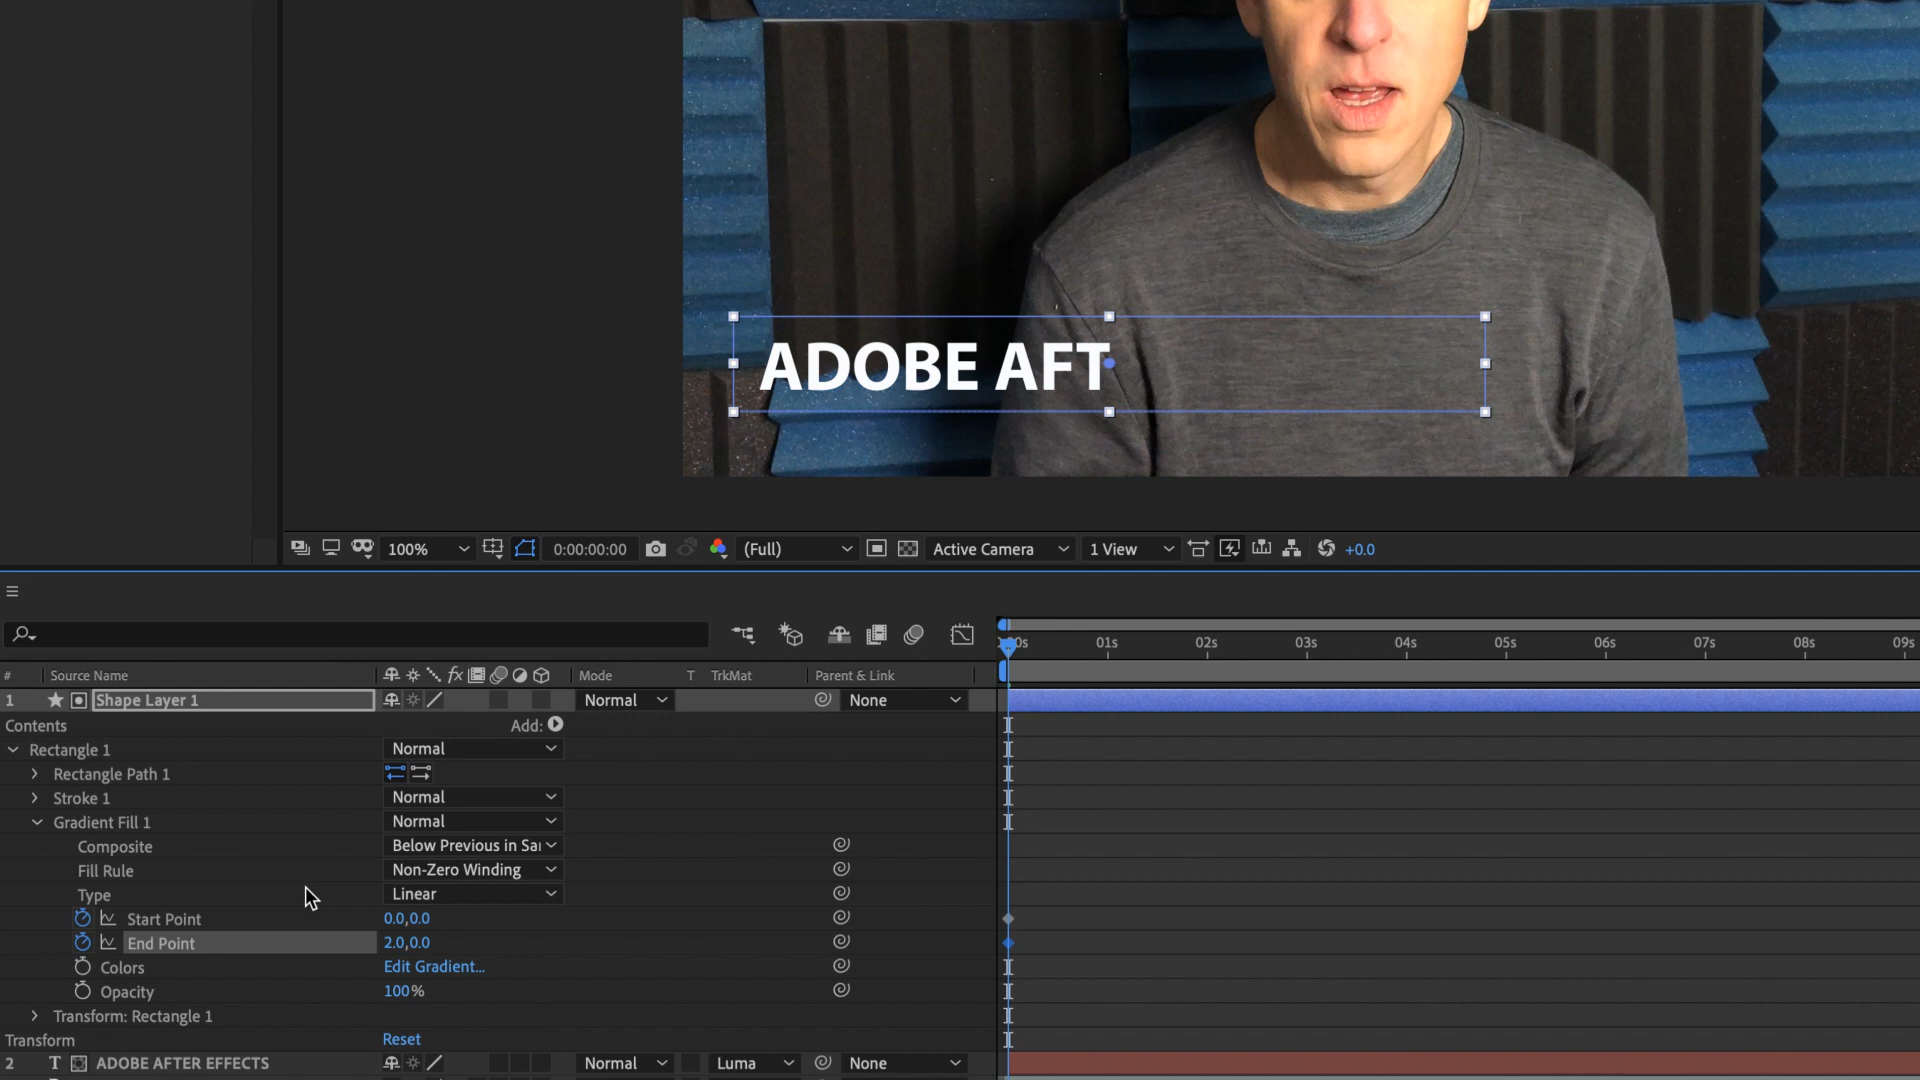 ADOBE AFT
100%
0:00:00:00
(Full)
Active Camera
1 View
+0.0
01s 02s 03s 04s 05s 06s 07s 08s 09s
# Source Name fx Mode T TrkMat Parent & Link
1 Shape Layer 1 Normal None
Contents Add:
Rectangle 1 Normal
Rectangle Path 1
Stroke 1 Normal
Gradient Fill 1 Normal
Composite Below Previous in Sa
Fill Rule Non-Zero Winding
Type Linear
Start Point 0.0,0.0
End Point 2.0,0.0
Colors Edit Gradient...
Opacity 100%
Transform: Rectangle 1
Transform Reset
2 T ADOBE AFTER EFFECTS Normal Luma None